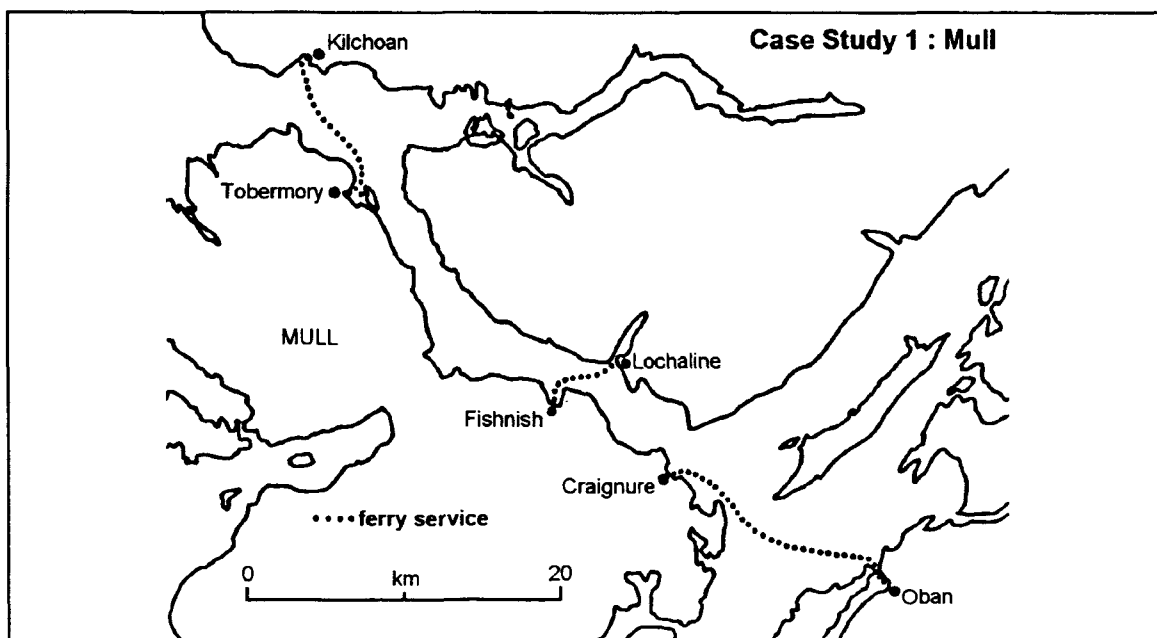 Case Study 1 : Mull
Kilchoan
Tobermory
MULL
Lochaline
Fishnish
Craignure
ferry service
0 20
km
Oban